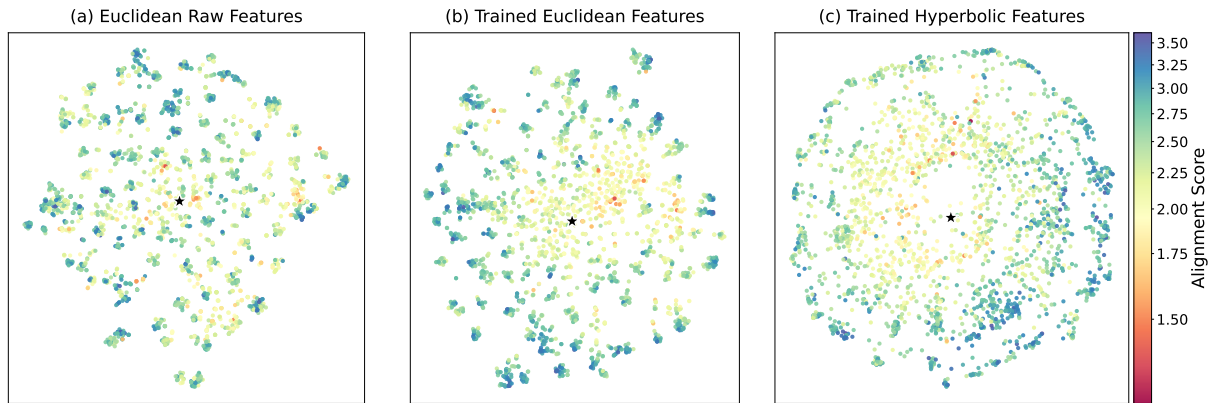 (a) Euclidean Raw Features
(b) Trained Euclidean Features
(c) Trained Hyperbolic Features
3.50
3.25
3.00
2.75
2.50
2.25
2.00
1.75
1.50
Alignment Score